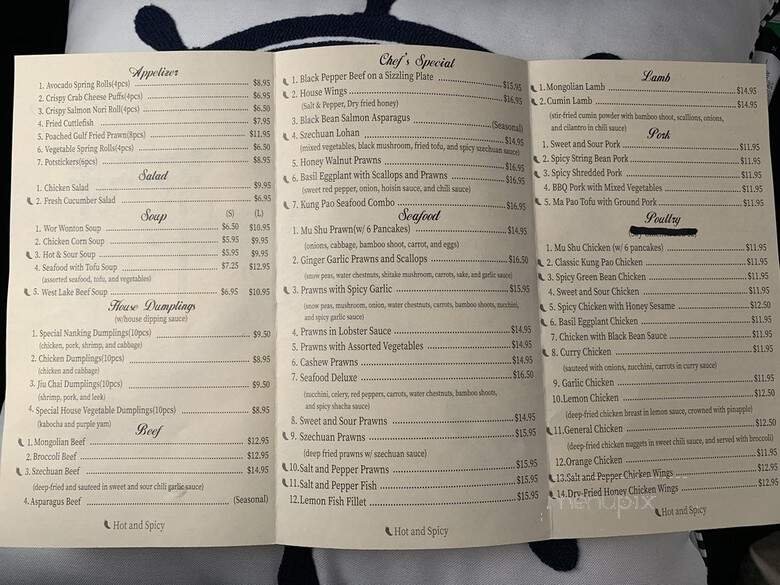 Appetizer
1. Avocado Spring Rolls(4pcs) $8.95
2. Crispy Crab Cheese Puffs(4pcs) $6.95
3. Crispy Salmon Nori Roll(4pcs) $6.50
4. Fried Cuttlefish $7.95
5. Poached Gulf Fried Prawn(8pcs) $11.95
6. Vegetable Spring Rolls(4pcs) $6.50
7. Potstickers(6pcs) $8.95
Salad
1. Chicken Salad $9.95
2. Fresh Cucumber Salad $6.95
Soup (S) (L)
1. Wor Wonton Soup $6.50 $10.95
2. Chicken Corn Soup $5.95 $9.95
3. Hot & Sour Soup $5.95 $9.95
4. Seafood with Tofu Soup $7.25 $12.95
(assorted seafood, tofu, and vegetables)
5. West Lake Beef Soup $6.95 $10.95
House Dumplings
(w/house dipping sauce)
1. Special Nanking Dumplings(10pcs) $9.50
(chicken, pork, shrimp, and cabbage)
2. Chicken Dumplings(10pcs) $8.95
(chicken and cabbage)
3. Jiu Chai Dumplings(10pcs) $9.50
(shrimp, pork, and leek)
4. Special House Vegetable Dumplings(10pcs) $8.95
(kabocha and purple yam)
Beef
1. Mongolian Beef $12.95
2. Broccoli Beef $12.95
3. Szechuan Beef $14.95
(deep-fried and sauteed in sweet and sour chili garlic sauce)
4. Asparagus Beef (Seasonal)
Hot and Spicy
Chef's Special
1. Black Pepper Beef on a Sizzling Plate $15.95
2. House Wings $16.95
(Salt & Pepper, Dry fried honey)
3. Black Bean Salmon Asparagus (Seasonal)
4. Szechuan Lohan $14.95
(mixed vegetables, black mushroom, fried tofu, and spicy szechuan sauce)
5. Honey Walnut Prawns $16.95
6. Basil Eggplant with Scallops and Prawns $16.95
(sweet red pepper, onion, hoisin sauce, and chili sauce)
7. Kung Pao Seafood Combo $16.95
Seafood
1. Mu Shu Prawn(w/ 6 Pancakes) $14.95
(onions, cabbage, bamboo shoot, carrot, and eggs)
2. Ginger Garlic Prawns and Scallops $16.50
(snow peas, water chestnuts, shitake mushroom, carrots, sake, and garlic sauce)
3. Prawns with Spicy Garlic $15.95
(snow peas, mushroom, onion, water chestnuts, carrots, bamboo shoots, zucchini, and spicy garlic sauce)
4. Prawns in Lobster Sauce $14.95
5. Prawns with Assorted Vegetables $14.95
6. Cashew Prawns $14.95
7. Seafood Deluxe $16.50
(zucchini, celery, red peppers, carrots, water chestnuts, bamboo shoots, and spicy shacha sauce)
8. Sweet and Sour Prawns $14.95
9. Szechuan Prawns $15.95
(deep fried prawns w/ szechuan sauce)
10. Salt and Pepper Prawns $15.95
11. Salt and Pepper Fish $15.95
12. Lemon Fish Fillet $15.95
Hot and Spicy
Lamb
1. Mongolian Lamb $14.95
2. Cumin Lamb $14.95
(stir-fried cumin powder with bamboo shoot, scallions, onions, and cilantro in chili sauce)
Pork
1. Sweet and Sour Pork $11.95
2. Spicy String Bean Pork $11.95
3. Spicy Shredded Pork $11.95
4. BBQ Pork with Mixed Vegetables $11.95
5. Ma Pao Tofu with Ground Pork $11.95
Poultry
1. Mu Shu Chicken (w/ 6 pancakes) $11.95
2. Classic Kung Pao Chicken $11.95
3. Spicy Green Bean Chicken $11.95
4. Sweet and Sour Chicken $11.95
5. Spicy Chicken with Honey Sesame $12.50
6. Basil Eggplant Chicken $11.95
7. Chicken with Black Bean Sauce $11.95
8. Curry Chicken $11.95
(sauteed with onions, zucchini, carrots in curry sauce)
9. Garlic Chicken $11.95
10. Lemon Chicken $12.50
(deep-fried chicken breast in lemon sauce, crowned with pinapple)
11. General Chicken $12.50
(deep-fried chicken nuggets in sweet chili sauce, and served with broccoli)
12. Orange Chicken $11.95
13. Salt and Pepper Chicken Wings $12.95
14. Dry-Fried Honey Chicken Wings $12.95
menupix
Hot and Spicy